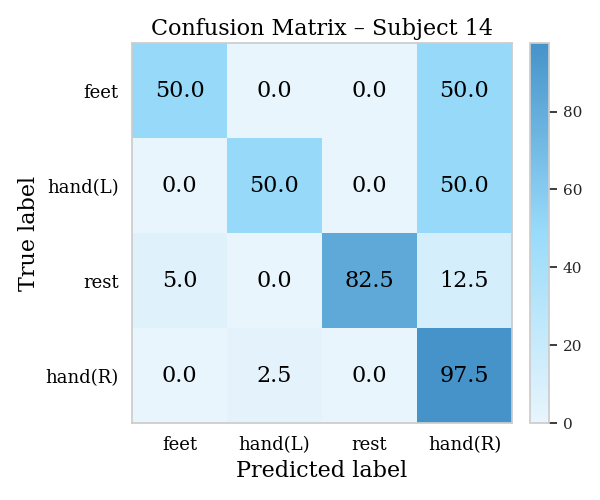 Confusion Matrix – Subject 14
True label
feet 50.0 0.0 0.0 50.0
hand(L) 0.0 50.0 0.0 50.0
rest 5.0 0.0 82.5 12.5
hand(R) 0.0 2.5 0.0 97.5
feet hand(L) rest hand(R)
Predicted label
80
60
40
20
0